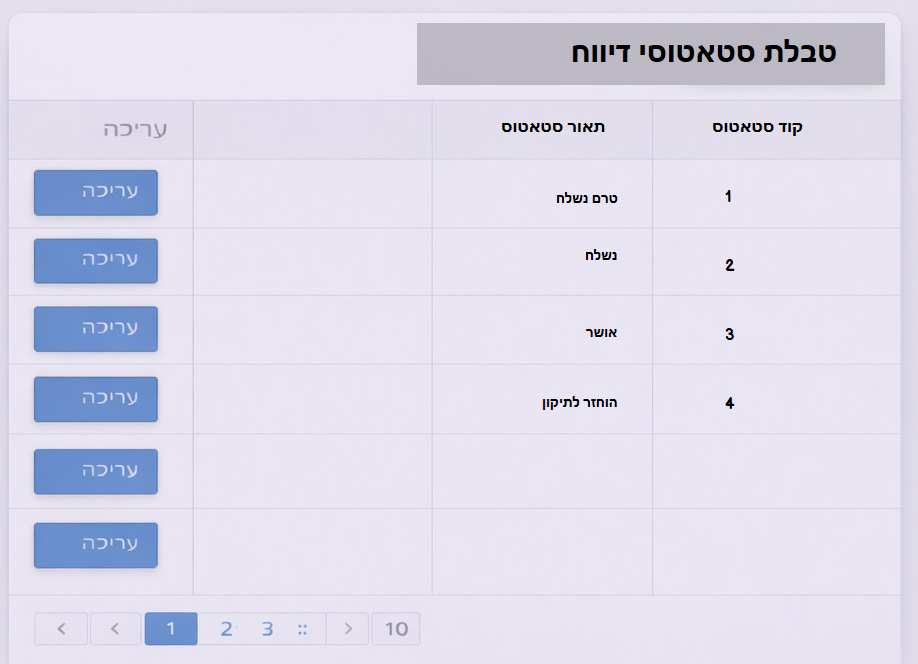 טבלת סטאטוסי דיווח
קוד סטאטוס תאור סטאטוס עריכה
1 טרם נשלח עריכה
2 נשלח עריכה
3 אושר עריכה
4 הוחזר לתיקון עריכה
עריכה
עריכה
< < 1 2 3 :: > 10